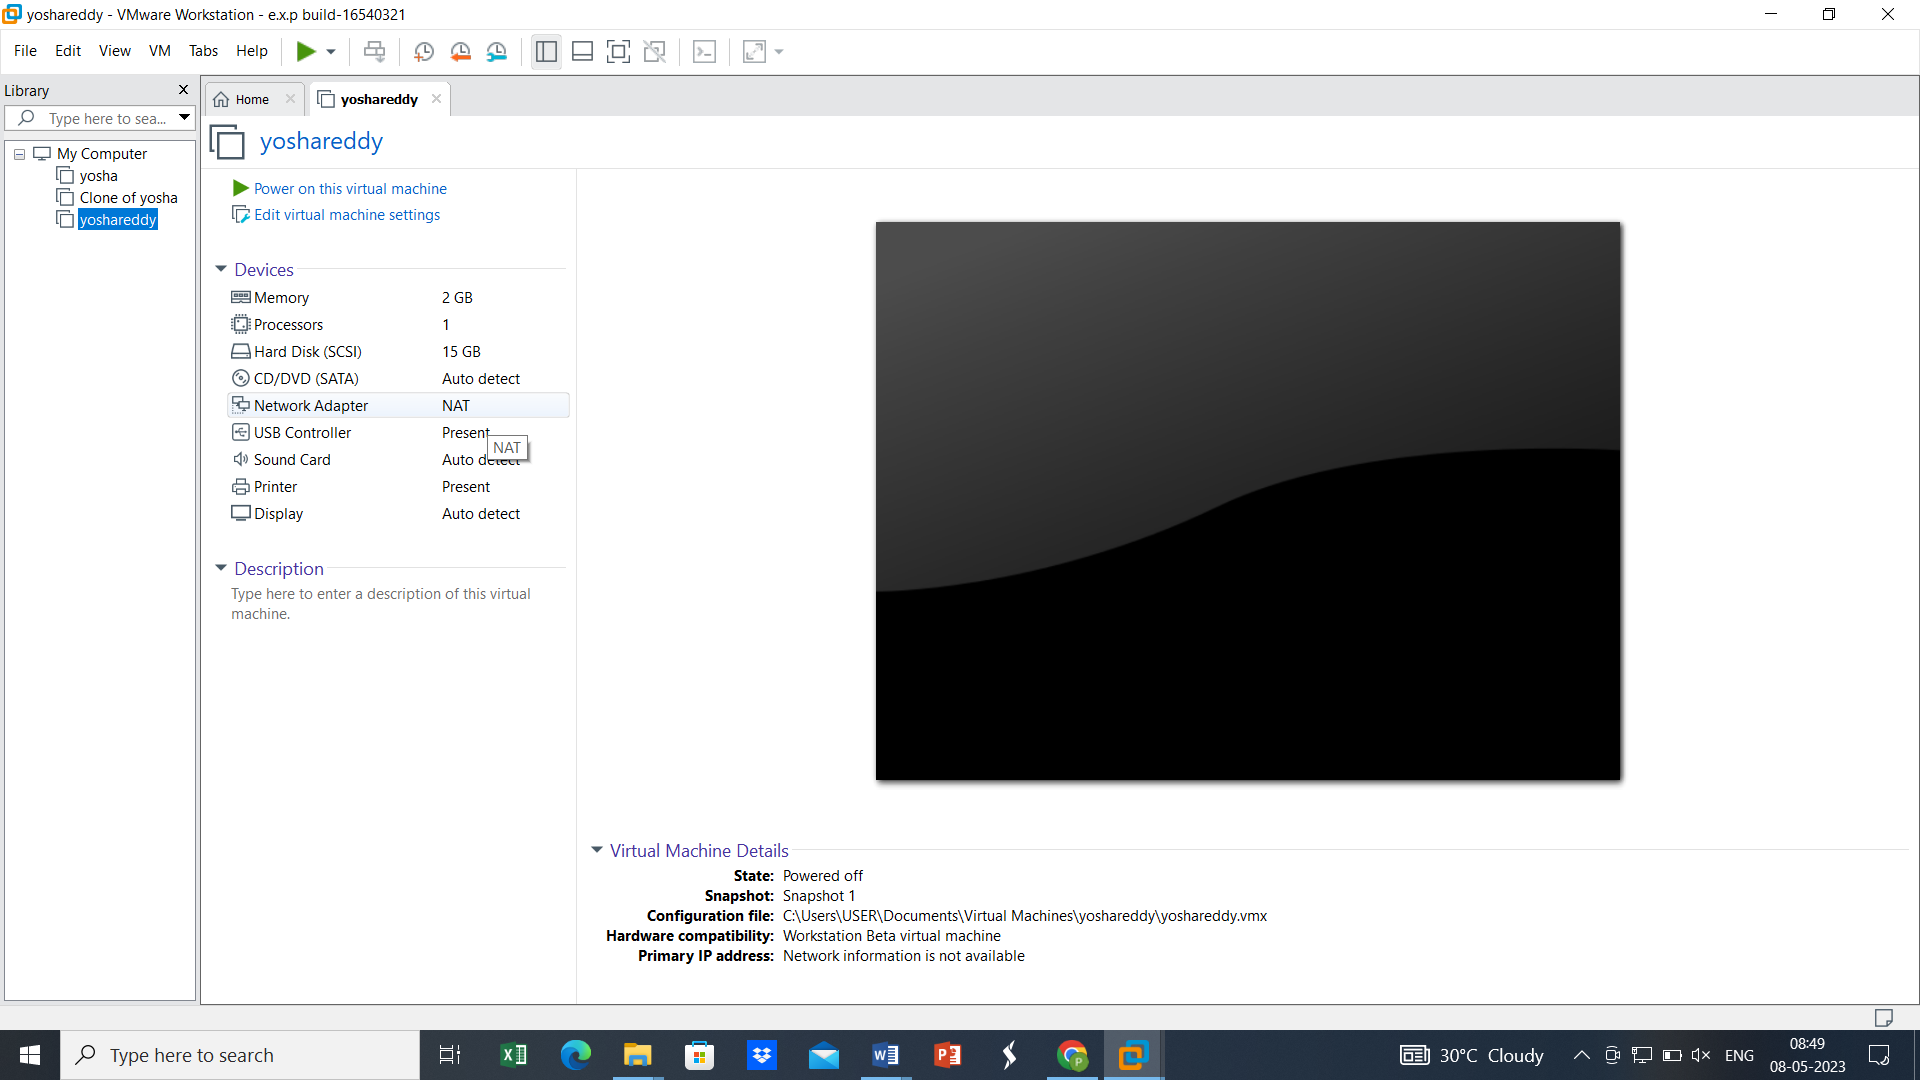 yoshareddy - VMware Workstation - e.x.p build-16540321
File Edit View VM Tabs Help
Library
Type here to sea...
My Computer
yosha
Clone of yosha
yoshareddy
Home
yoshareddy
yoshareddy
Power on this virtual machine
Edit virtual machine settings
Devices
Memory 2 GB
Processors 1
Hard Disk (SCSI) 15 GB
CD/DVD (SATA) Auto detect
Network Adapter NAT
USB Controller Present
NAT
Sound Card Auto detect
Printer Present
Display Auto detect
Description
Type here to enter a description of this virtual
machine.
Virtual Machine Details
State: Powered off
Snapshot: Snapshot 1
Configuration file: C:\Users\USER\Documents\Virtual Machines\yoshareddy\yoshareddy.vmx
Hardware compatibility: Workstation Beta virtual machine
Primary IP address: Network information is not available
Type here to search
30°C Cloudy
ENG
08:49
08-05-2023